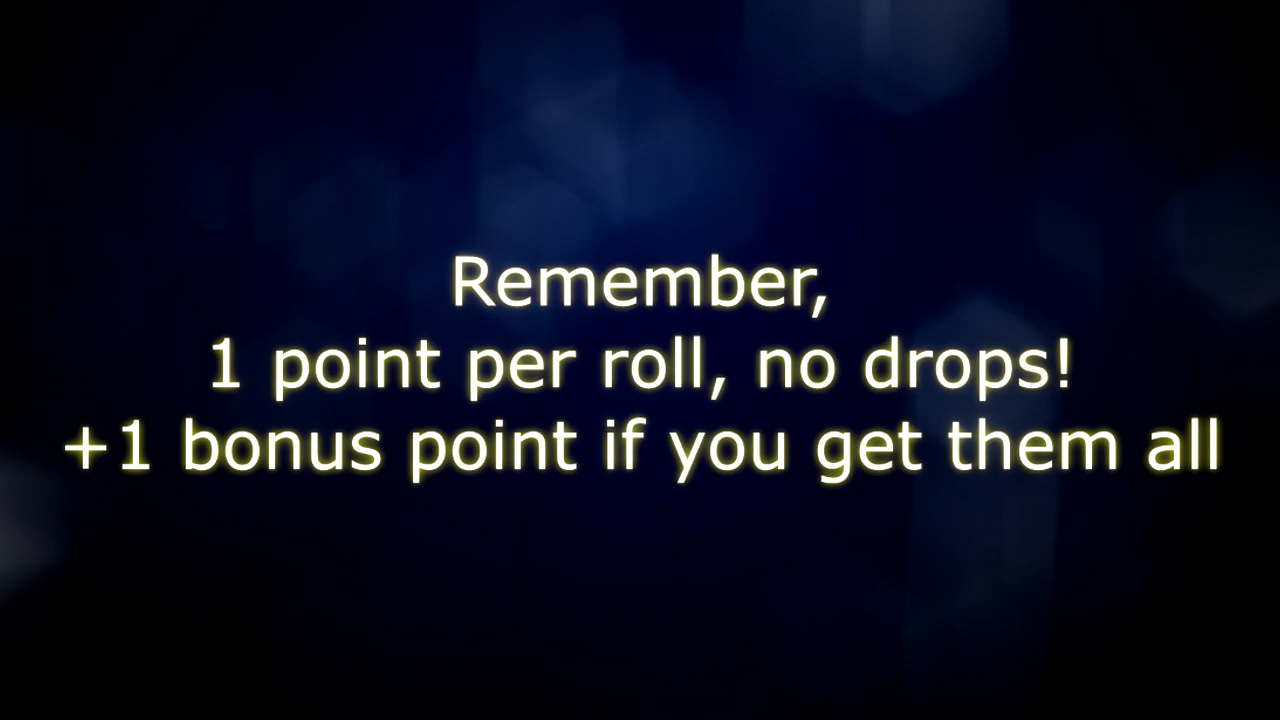 Remember,
1 point per roll, no drops!
+1 bonus point if you get them all